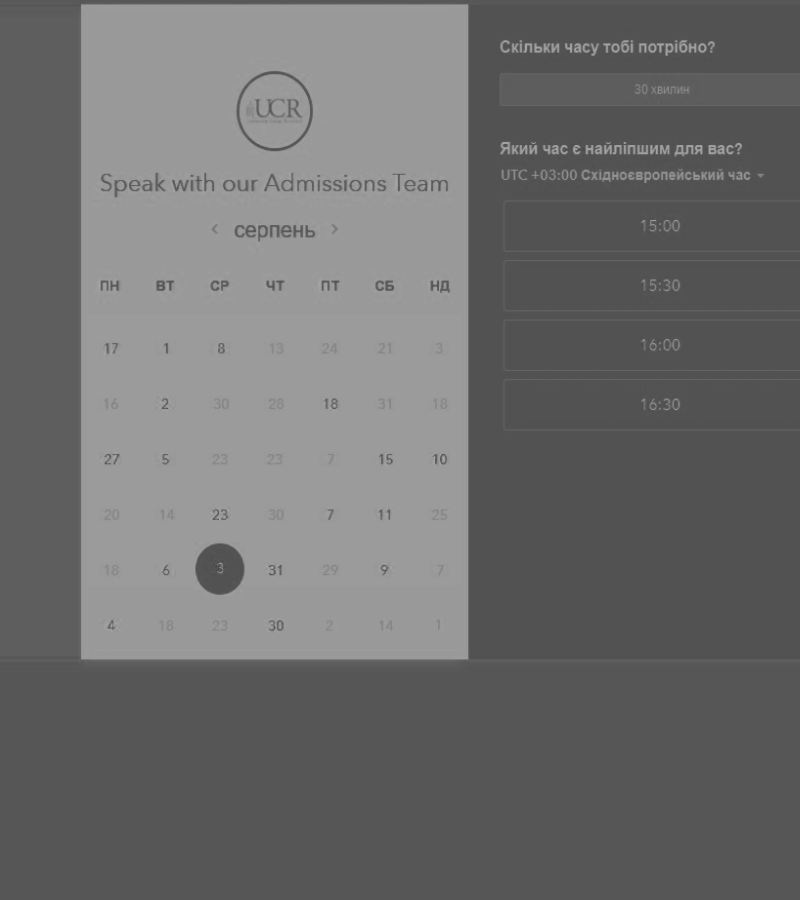 UCR
Speak with our Admissions Team
серпень
ПН ВТ СР ЧТ ПТ СБ НД
17 1 8 13 24 21 3
16 2 30 28 18 31 18
27 5 23 23 7 15 10
20 14 23 30 7 11 25
18 6 3 31 29 9 7
4 18 23 30 2 14 1
Скільки часу тобі потрібно?
30 хвилин
Який час є найліпшим для вас?
UTC +03:00 Східноєвропейський час
15:00
15:30
16:00
16:30